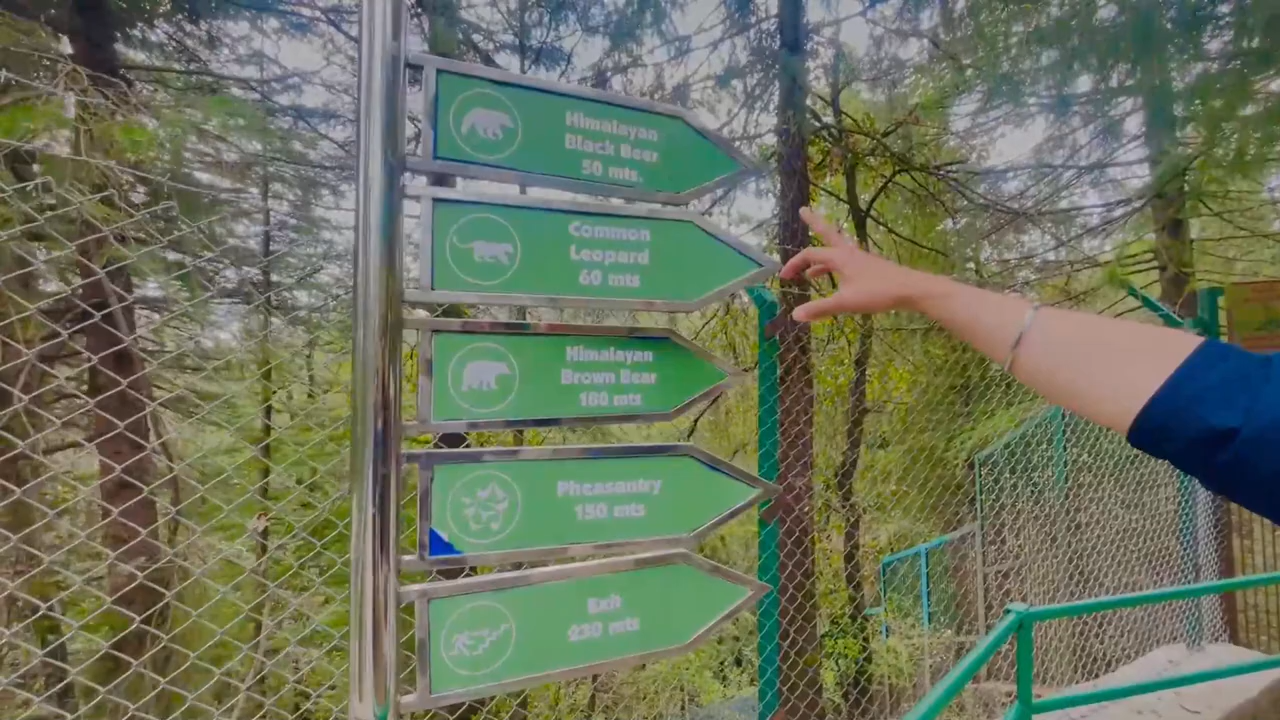 Himalayan
Black Bear
50 mts.
Common
Leopard
60 mts
Himalayan
Brown Bear
160 mts
Pheasantry
150 mts
Exit
230 mts